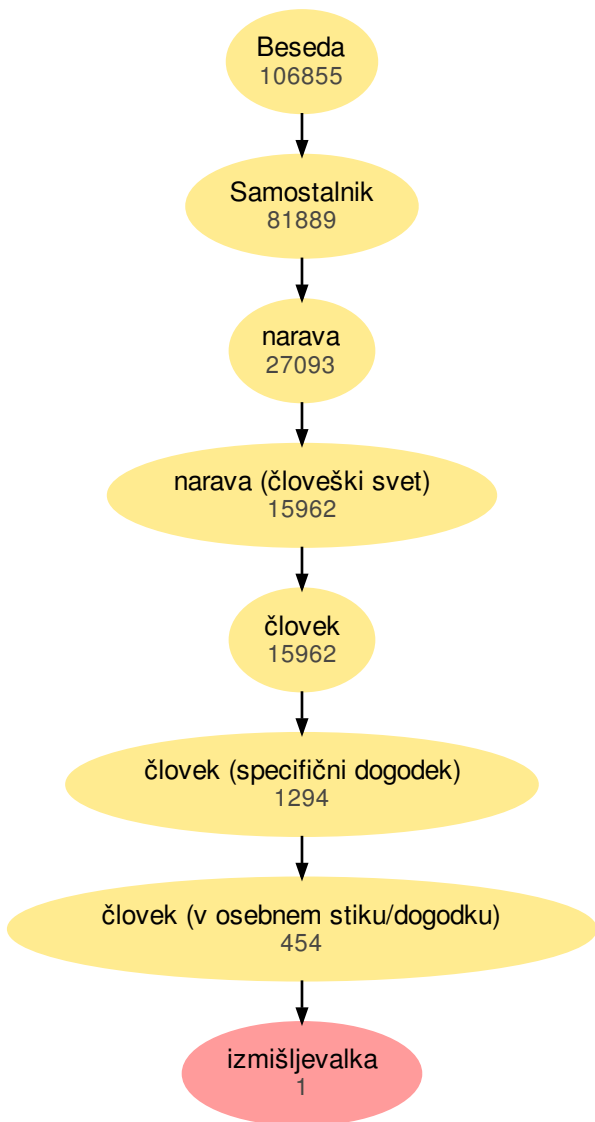 Beseda
106855
Samostalnik
81889
narava
27093
narava (človeški svet)
15962
človek
15962
človek (specifični dogodek)
1294
človek (v osebnem stiku/dogodku)
454
izmišljevalka
1